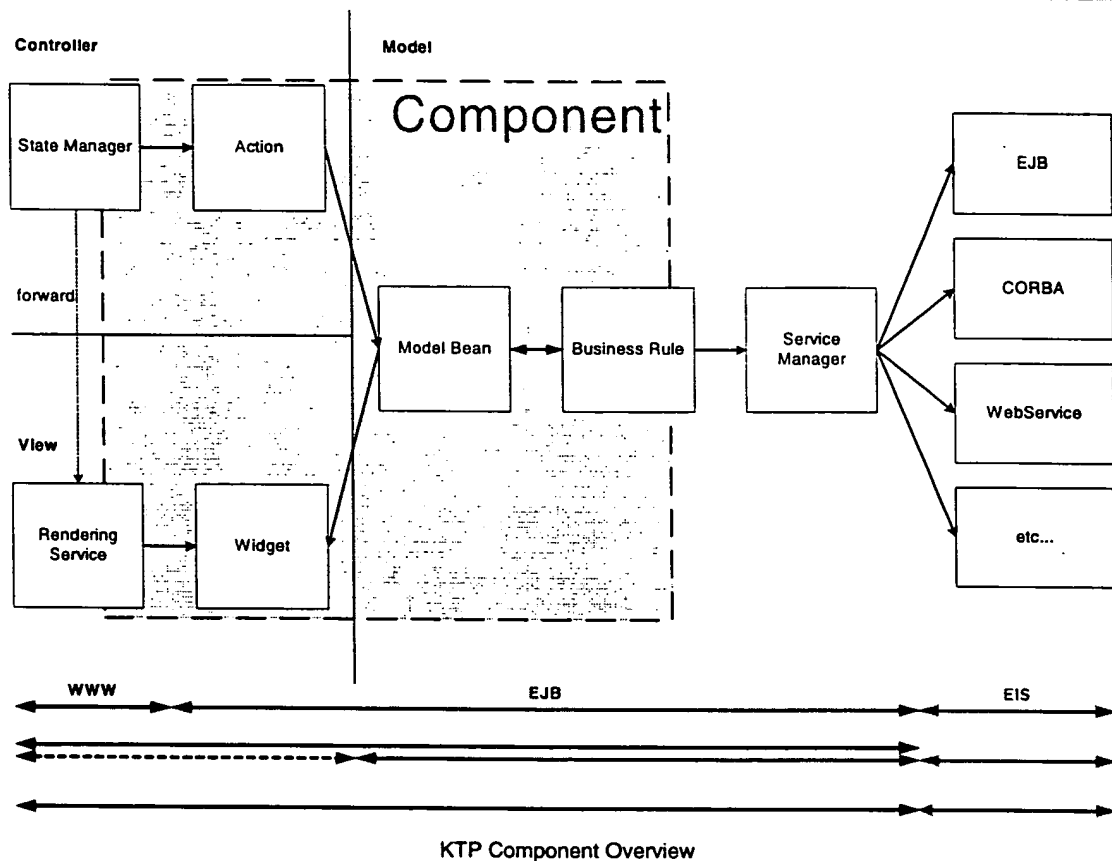 Controller
Model
Component
State Manager
Action
EJB
CORBA
forward
Model Bean
Business Rule
Service
Manager
WebService
View
Rendering
Service
Widget
etc...
WWW
EJB
EIS
KTP Component Overview